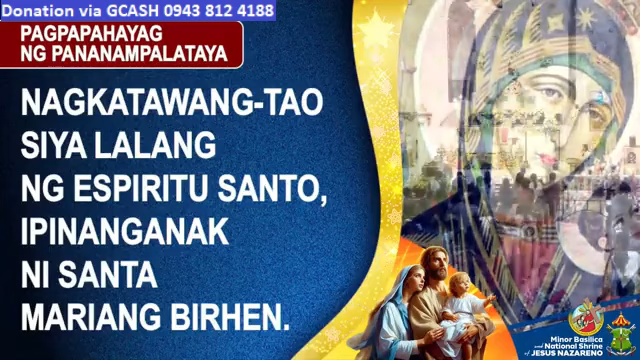 Donation via GCASH 0943 812 4188
PAGPAPAHAYAG
NG PANANAMPALATAYA
NAGKATAWANG-TAO
SIYA LALANG
NG ESPIRITU SANTO,
IPINANGANAK
NI SANTA
MARIANG BIRHEN.
Minor Basilica
and National Shrine
of JESUS NAZARENO